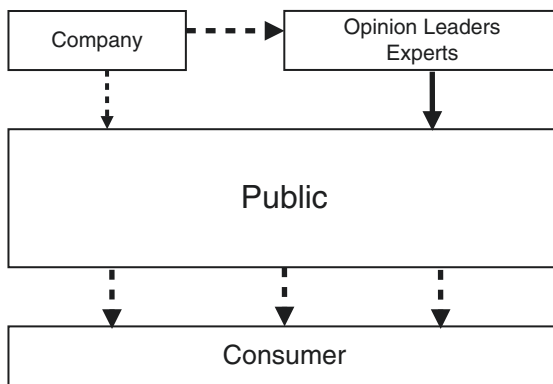 Company
Opinion Leaders
Experts
Public
Consumer